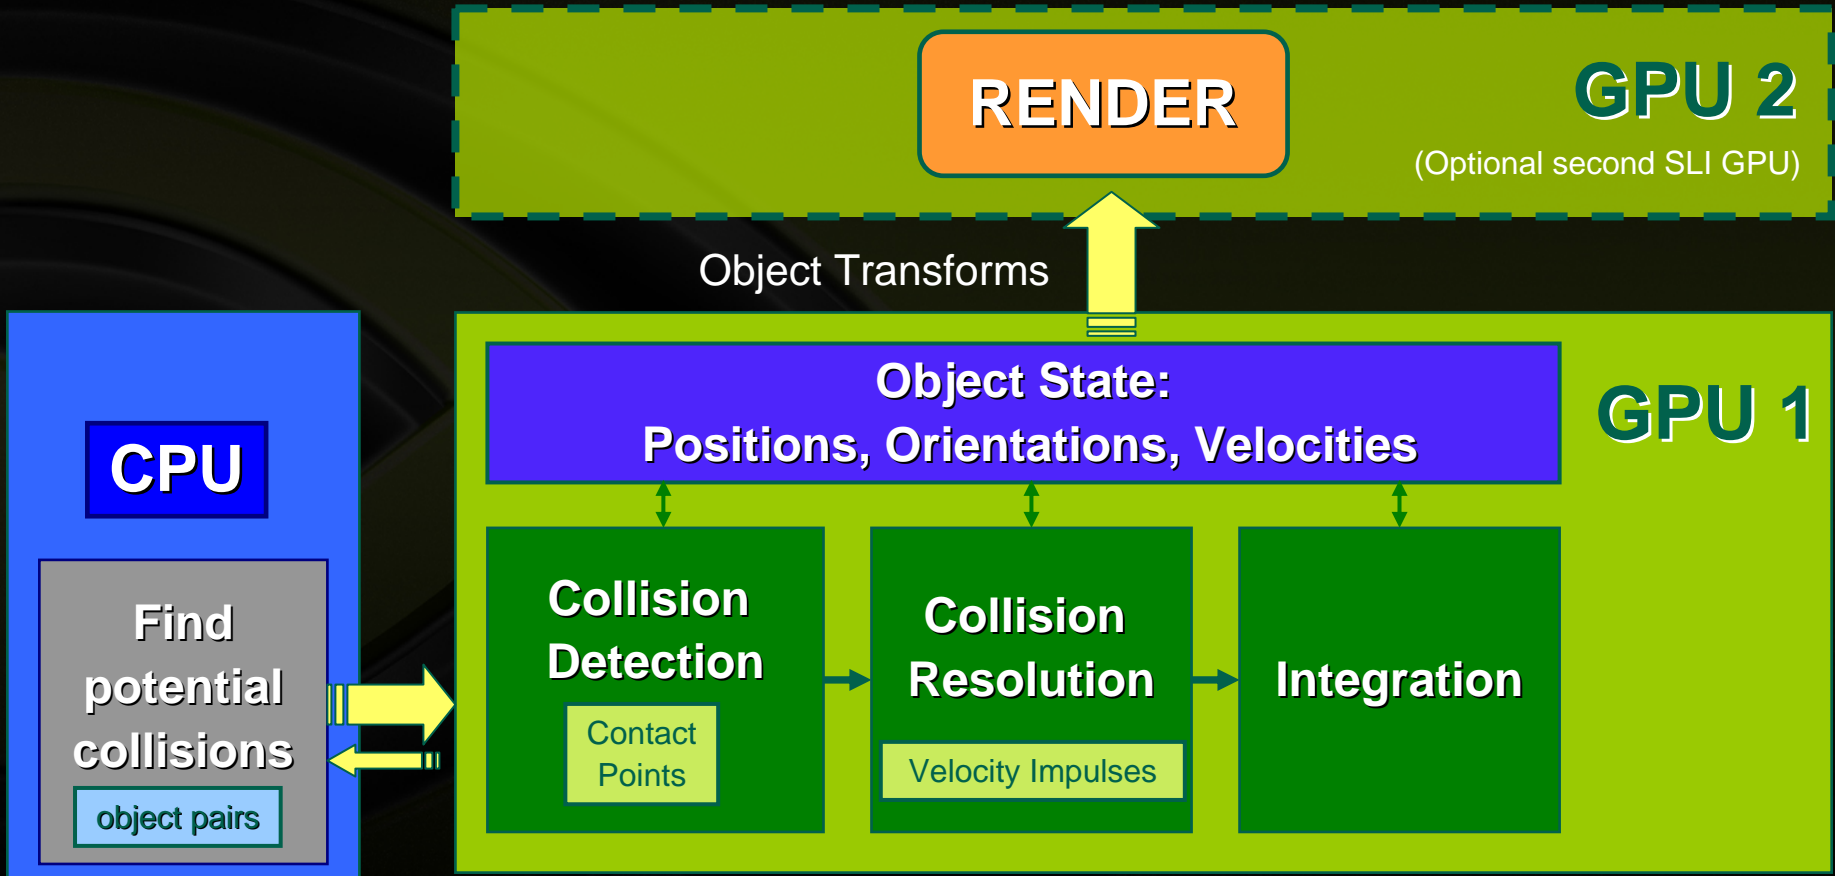 RENDER
GPU 2
(Optional second SLI GPU)
Object Transforms
CPU
Find
potential
collisions
object pairs
GPU 1
Object State:
Positions, Orientations, Velocities
Collision
Detection
Contact
Points
Collision
Resolution
Velocity Impulses
Integration